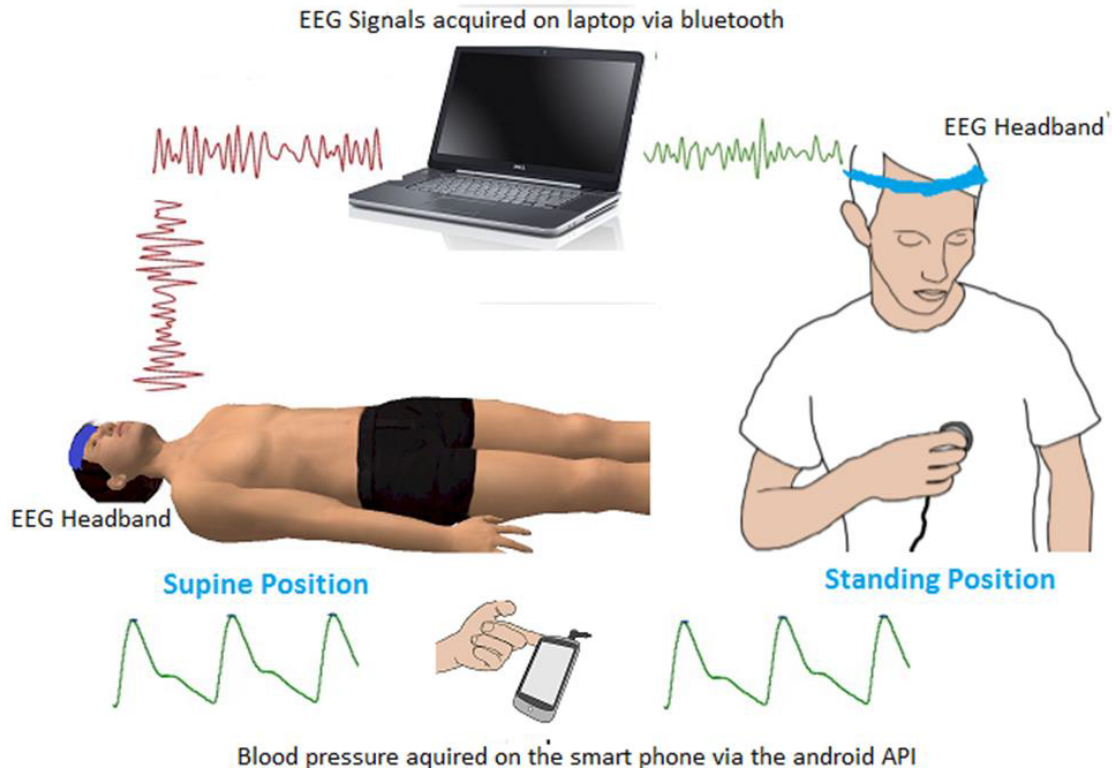 EEG Signals acquired on laptop via bluetooth
EEG Headband
EEG Headband
Supine Position
Standing Position
Blood pressure aquired on the smart phone via the android API